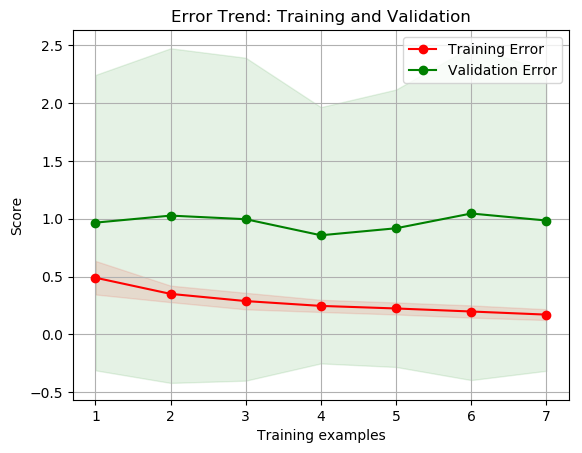 Error Trend: Training and Validation
Training Error
Validation Error
2.5
2.0
1.5
1.0
0.5
0.0
−0.5
Score
1 2 3 4 5 6 7
Training examples